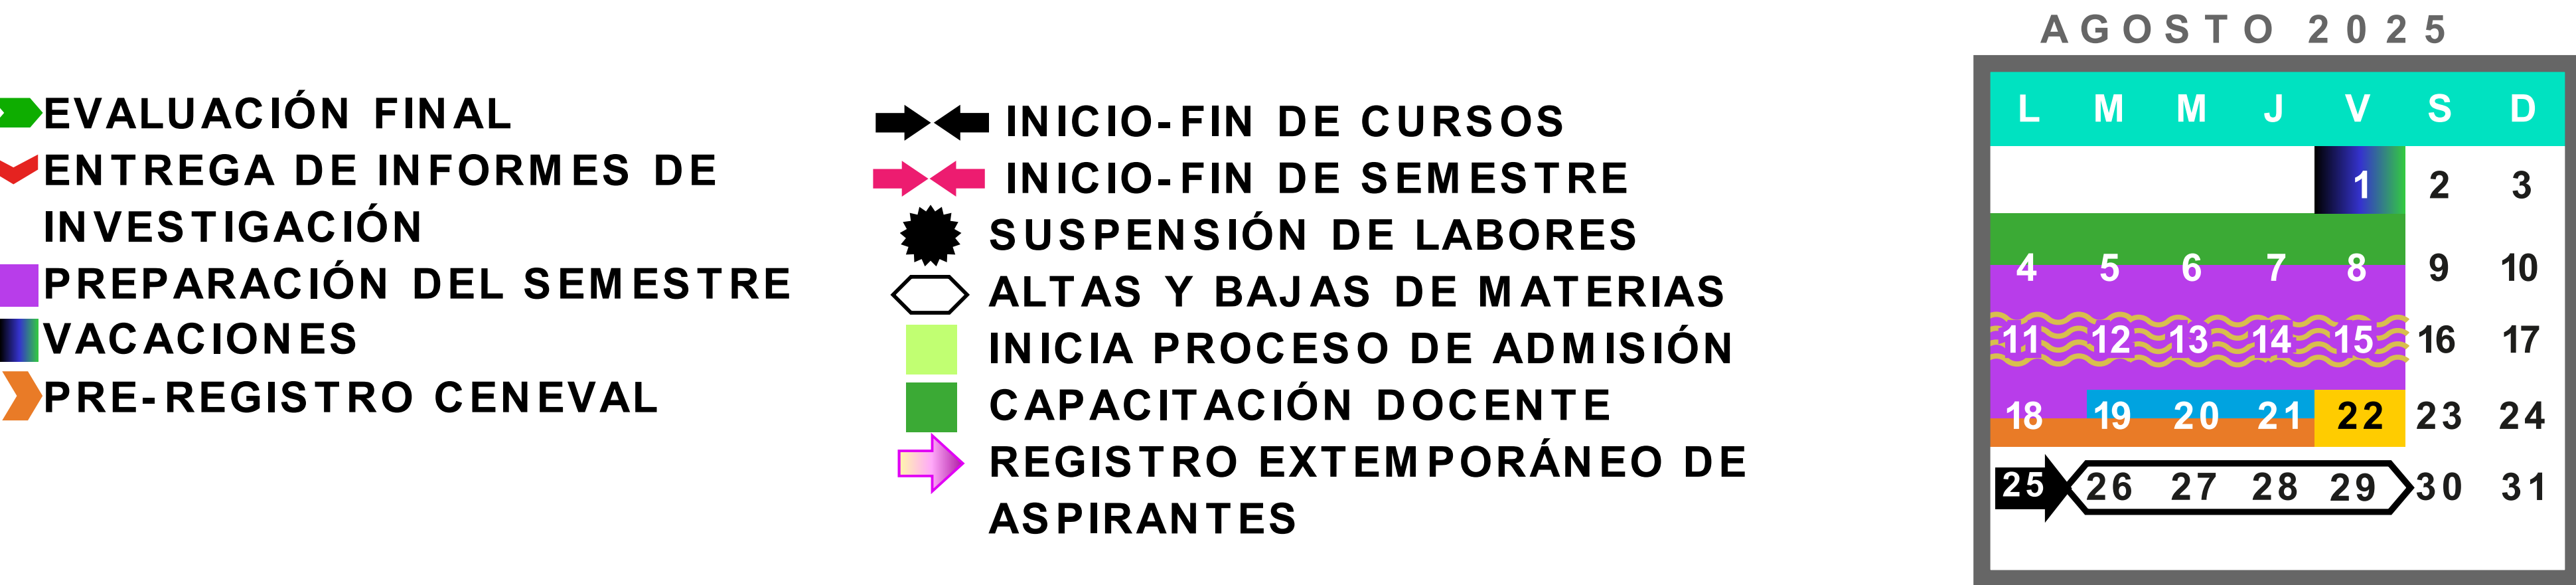 EVALUACIÓN FINAL
ENTREGA DE INFORMES DE
INVESTIGACIÓN
PREPARACIÓN DEL SEMESTRE
VACACIONES
PRE-REGISTRO CENEVAL
INICIO-FIN DE CURSOS
INICIO-FIN DE SEMESTRE
SUSPENSIÓN DE LABORES
ALTAS Y BAJAS DE MATERIAS
INICIA PROCESO DE ADMISIÓN
CAPACITACIÓN DOCENTE
REGISTRO EXTEMPORÁNEO DE
ASPIRANTES
AGOSTO 2025
L M M J V S D
1 2 3
4 5 6 7 8 9 10
11 12 13 14 15 16 17
18 19 20 21 22 23 24
25 26 27 28 29 30 31